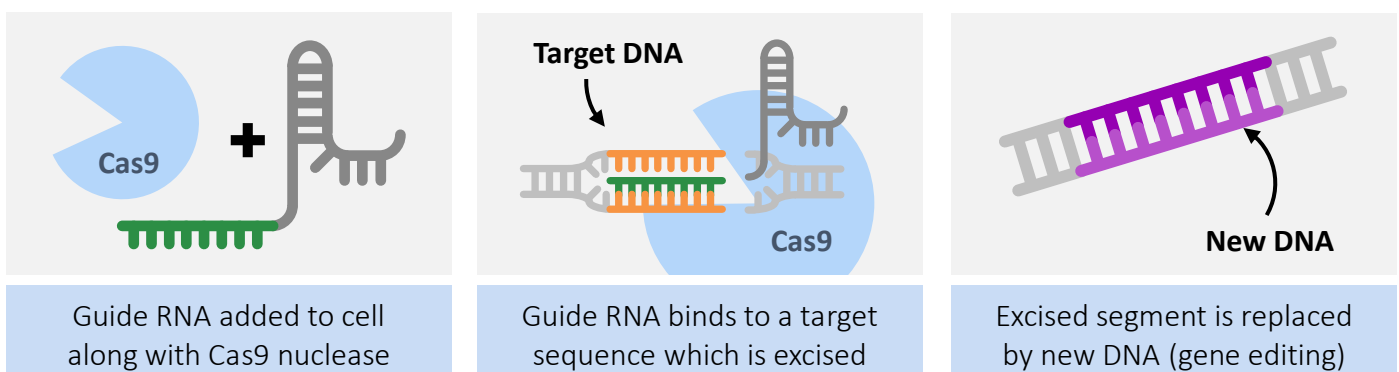 Cas9
+
Guide RNA added to cell
along with Cas9 nuclease
Target DNA
Cas9
Guide RNA binds to a target
sequence which is excised
New DNA
Excised segment is replaced
by new DNA (gene editing)